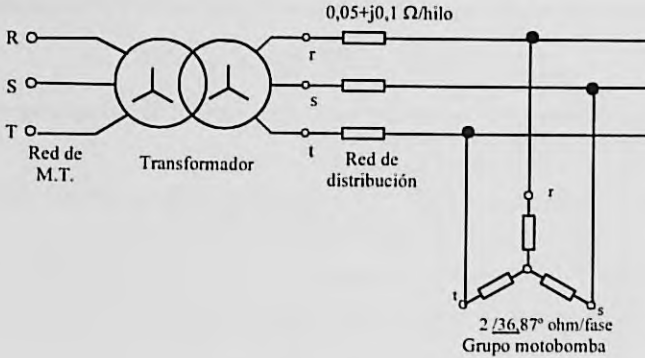 0,05+j0,1 Ω/hilo
R
S
T
r
s
t
Red de
M.T.
Transformador
Red de
distribución
r
t
s
2 /36,87° ohm/fase
Grupo motobomba